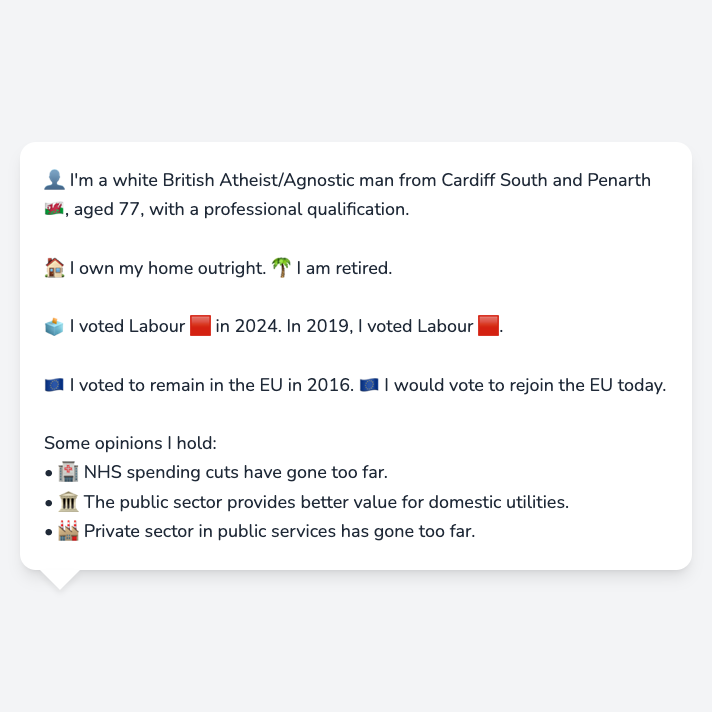 👤 I'm a white British Atheist/Agnostic man from Cardiff South and Penarth
🏴󠁧󠁢󠁷󠁬󠁳󠁿, aged 77, with a professional qualification.
🏠 I own my home outright. 🌴 I am retired.
🗳️ I voted Labour 🟥 in 2024. In 2019, I voted Labour 🟥.
🇪🇺 I voted to remain in the EU in 2016. 🇪🇺 I would vote to rejoin the EU today.
Some opinions I hold:
• 🏥 NHS spending cuts have gone too far.
• 🏛️ The public sector provides better value for domestic utilities.
• 🏭 Private sector in public services has gone too far.